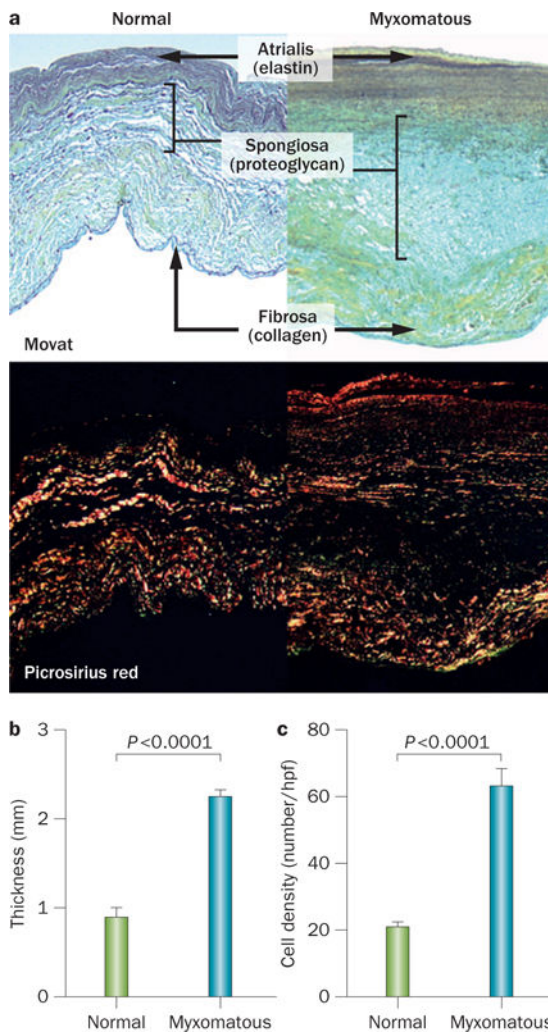 Normal
Myxomatous
a
Atrialis
(elastin)
Spongiosa
(proteoglycan)
Fibrosa
(collagen)
Movat
Picrosirius red
b
P<0.0001
Thickness (mm)
3
2
1
0
Normal
Myxomatous
c
P<0.0001
Cell density (number/hpf)
80
60
40
20
0
Normal
Myxomatous